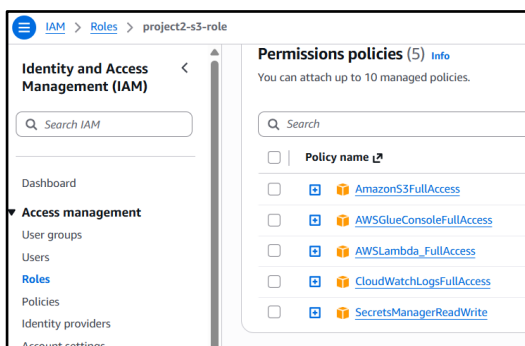 IAM > Roles > project2-s3-role
Identity and Access
Management (IAM)
Search IAM
Dashboard
Access management
User groups
Users
Roles
Policies
Identity providers
Account settings
Permissions policies (5) Info
You can attach up to 10 managed policies.
Search
Policy name
AmazonS3FullAccess
AWSGlueConsoleFullAccess
AWSLambda_FullAccess
CloudWatchLogsFullAccess
SecretsManagerReadWrite